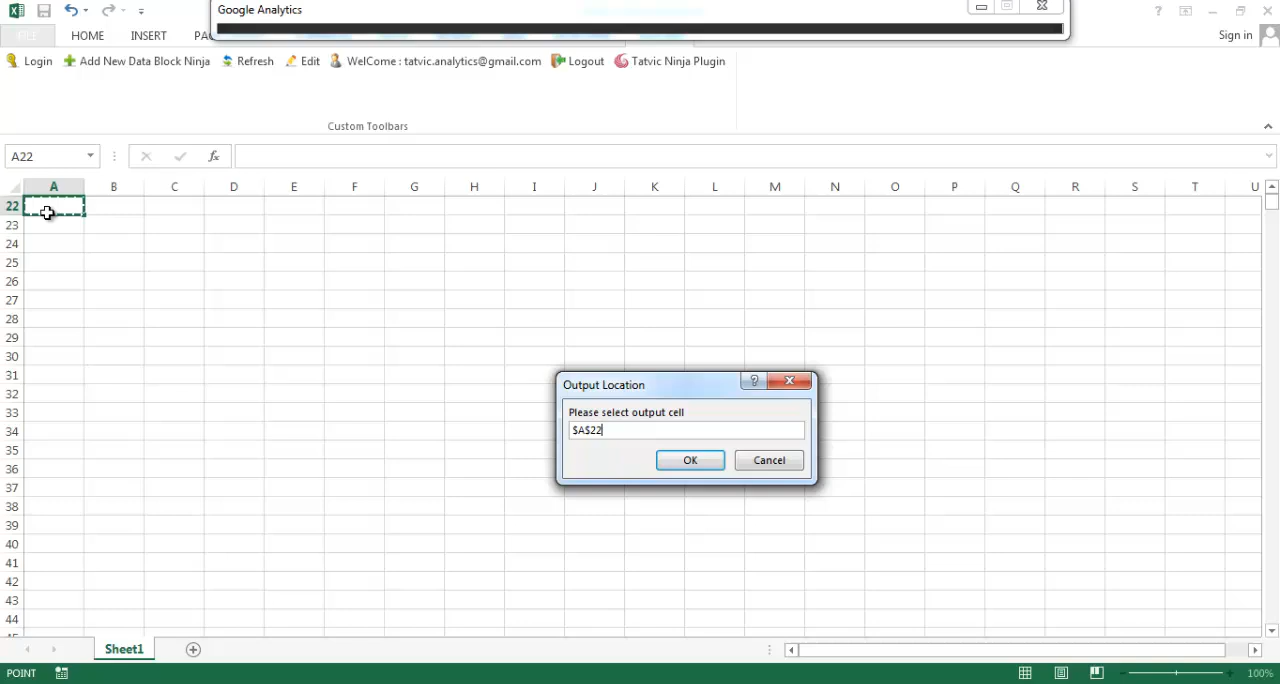 Google Analytics
HOME INSERT PAG
Sign in
Login Add New Data Block Ninja Refresh Edit WelCome : tatvic.analytics@gmail.com Logout Tatvic Ninja Plugin
Custom Toolbars
A22 fx
A B C D E F G H I J K L M N O P Q R S T U
22
23
24
25
26
27
28
29
30
31
32
33
34
35
36
37
38
39
40
41
42
43
44
Output Location
Please select output cell
$A$22
OK Cancel
Sheet1
POINT 100%